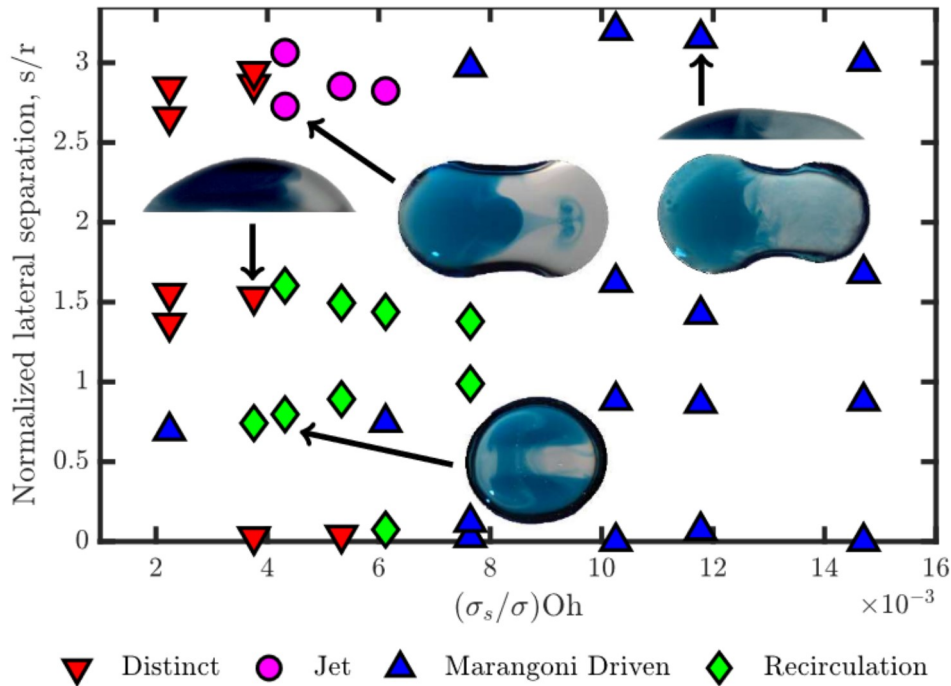 Normalized lateral separation, s/r
3
2.5
2
1.5
1
0.5
0
2 4 6 8 10 12 14 16
(σₛ/σ)Oh
×10⁻³
Distinct Jet Marangoni Driven Recirculation